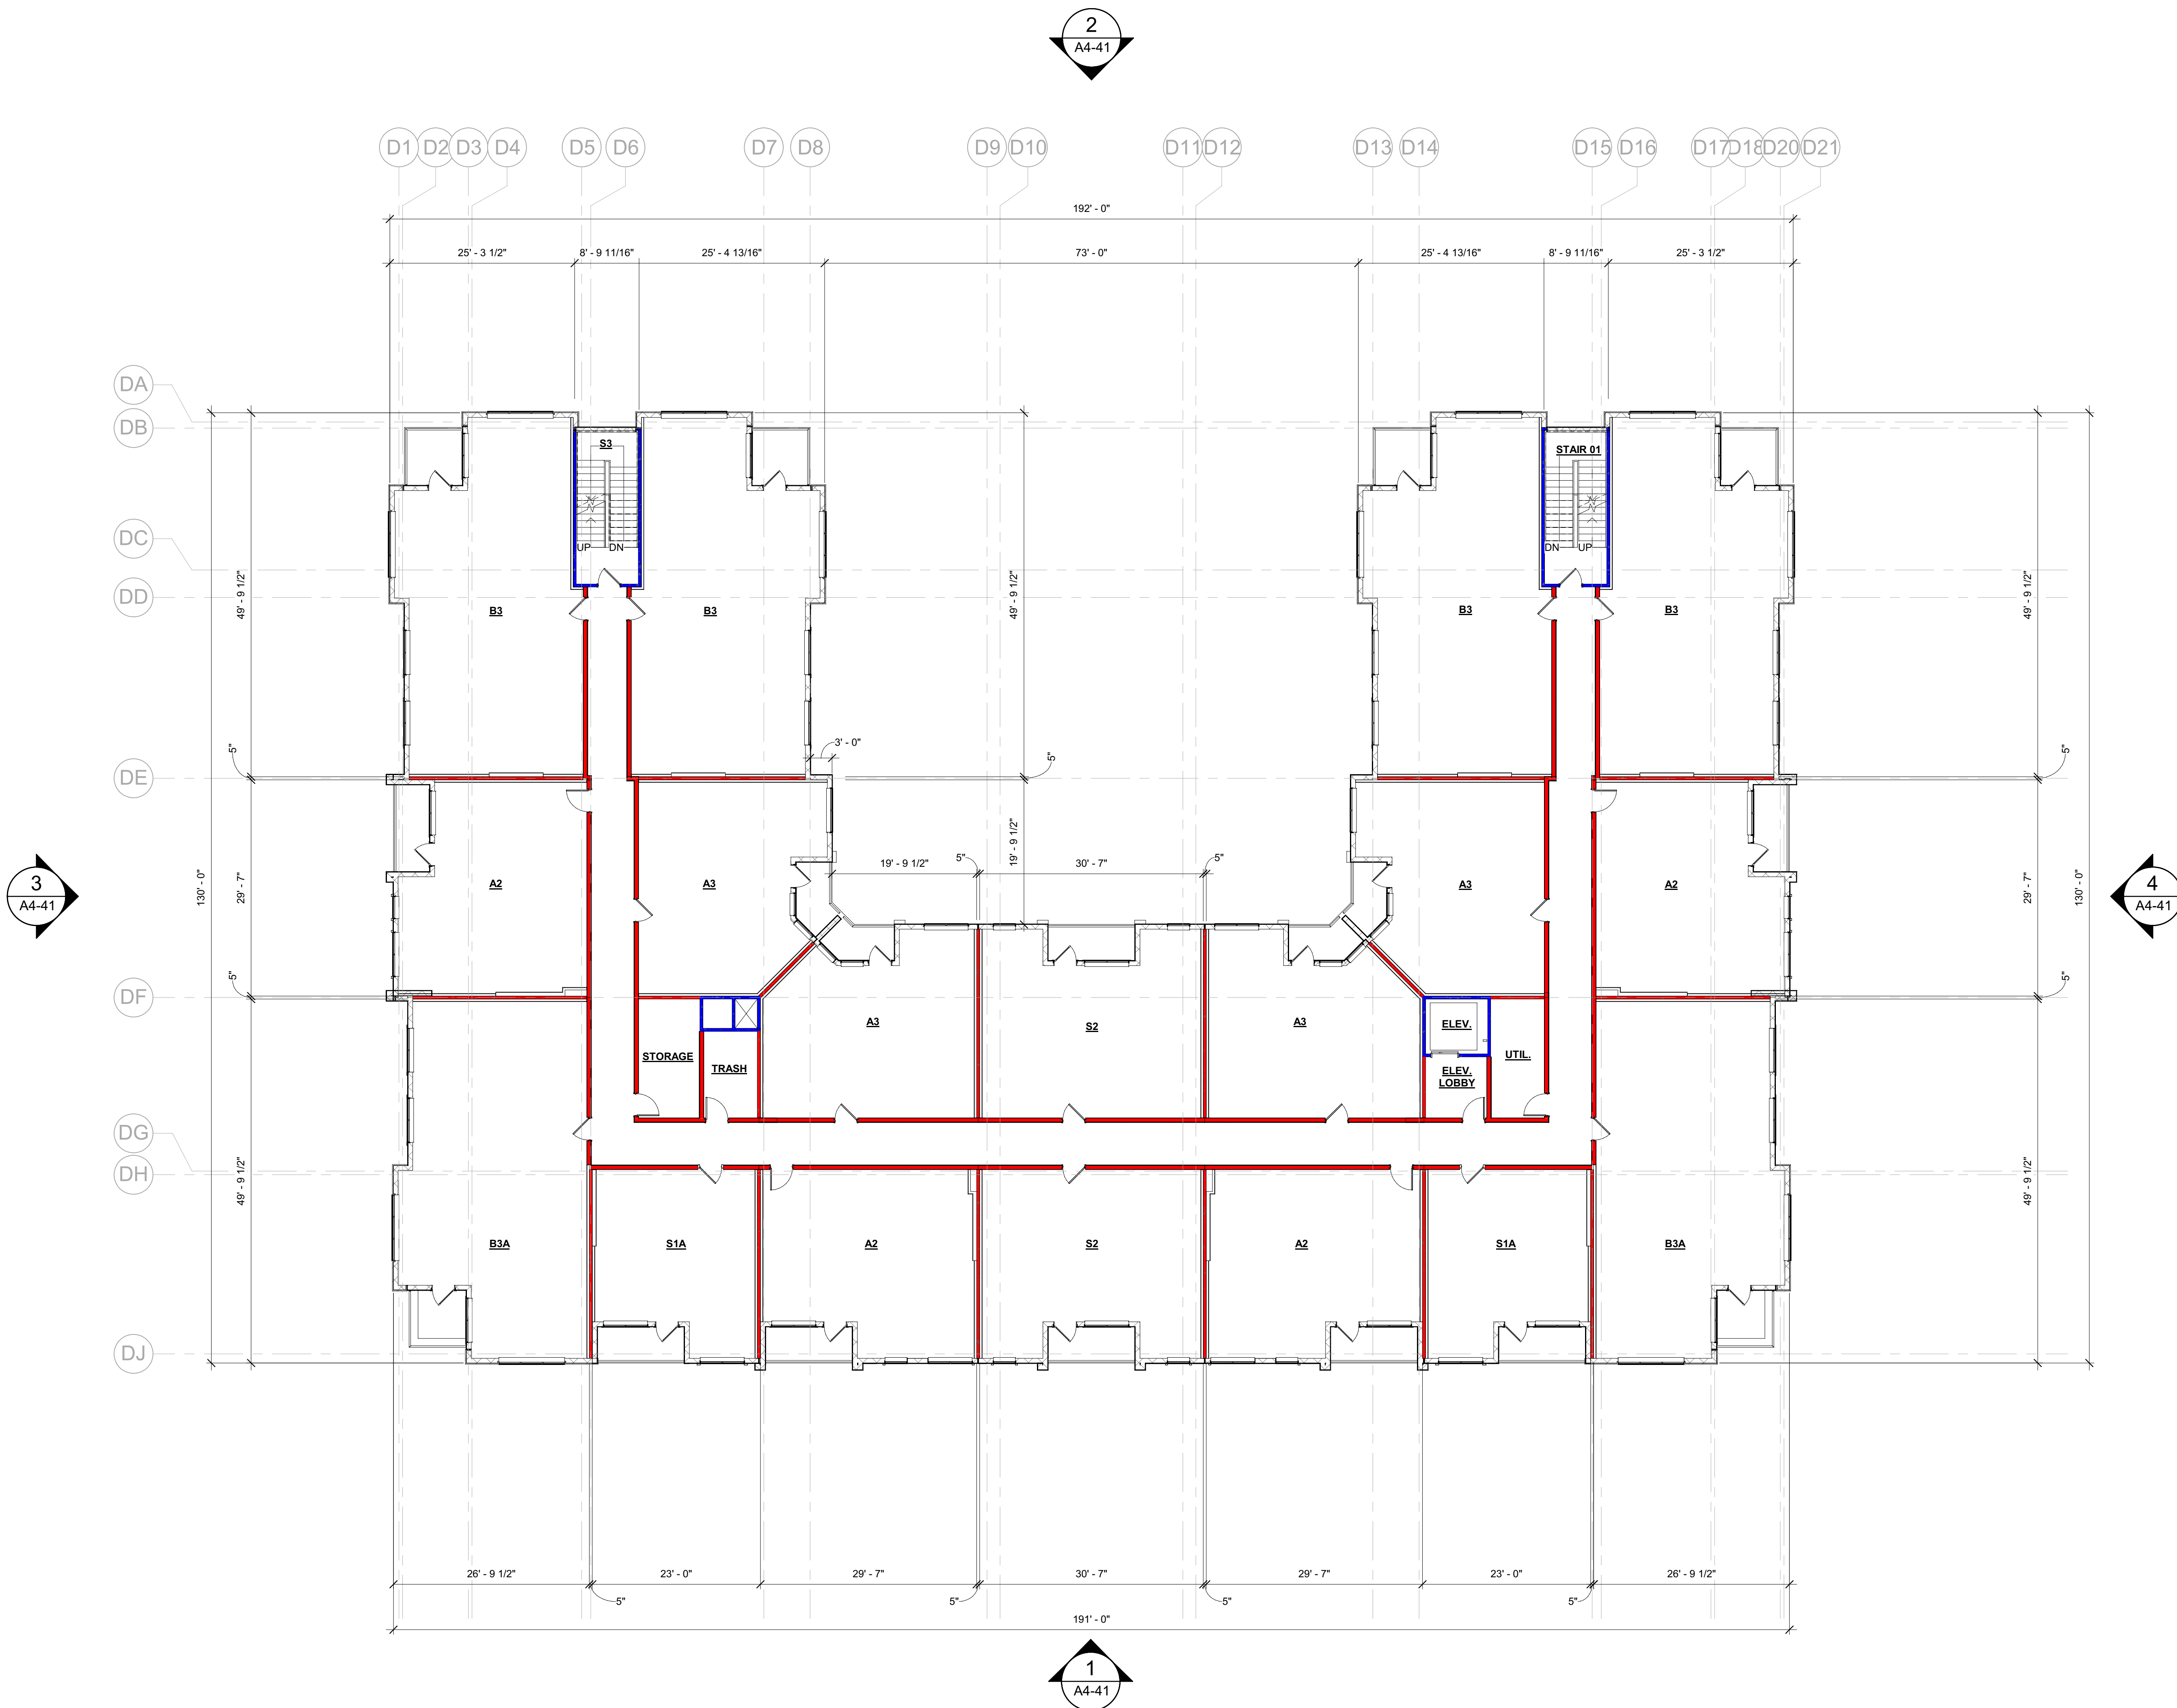 2
A4-41
D1 D2 D3 D4 D5 D6 D7 D8 D9 D10 D11 D12 D13 D14 D15 D16 D17 D18 D20 D21
192' - 0"
25' - 3 1/2" 8' - 9 11/16" 25' - 4 13/16" 73' - 0" 25' - 4 13/16" 8' - 9 11/16" 25' - 3 1/2"
DA
DB
S3 STAIR 01
DC
UP DN DN UP
DD
49' - 9 1/2" 49' - 9 1/2" 49' - 9 1/2"
B3 B3 B3 B3
3' - 0"
5" 5" 5"
DE
19' - 9 1/2"
19' - 9 1/2" 5" 30' - 7" 5"
3
A4-41
130' - 0" 29' - 7" A2 A3 A3 A2 29' - 7" 130' - 0"
4
A4-41
5" 5"
DF
A3 S2 A3 ELEV.
STORAGE TRASH UTIL.
ELEV.
LOBBY
DG
DH
49' - 9 1/2" 49' - 9 1/2"
B3A S1A A2 S2 A2 S1A B3A
DJ
26' - 9 1/2" 23' - 0" 29' - 7" 30' - 7" 29' - 7" 23' - 0" 26' - 9 1/2"
5" 5" 5" 5"
191' - 0"
1
A4-41